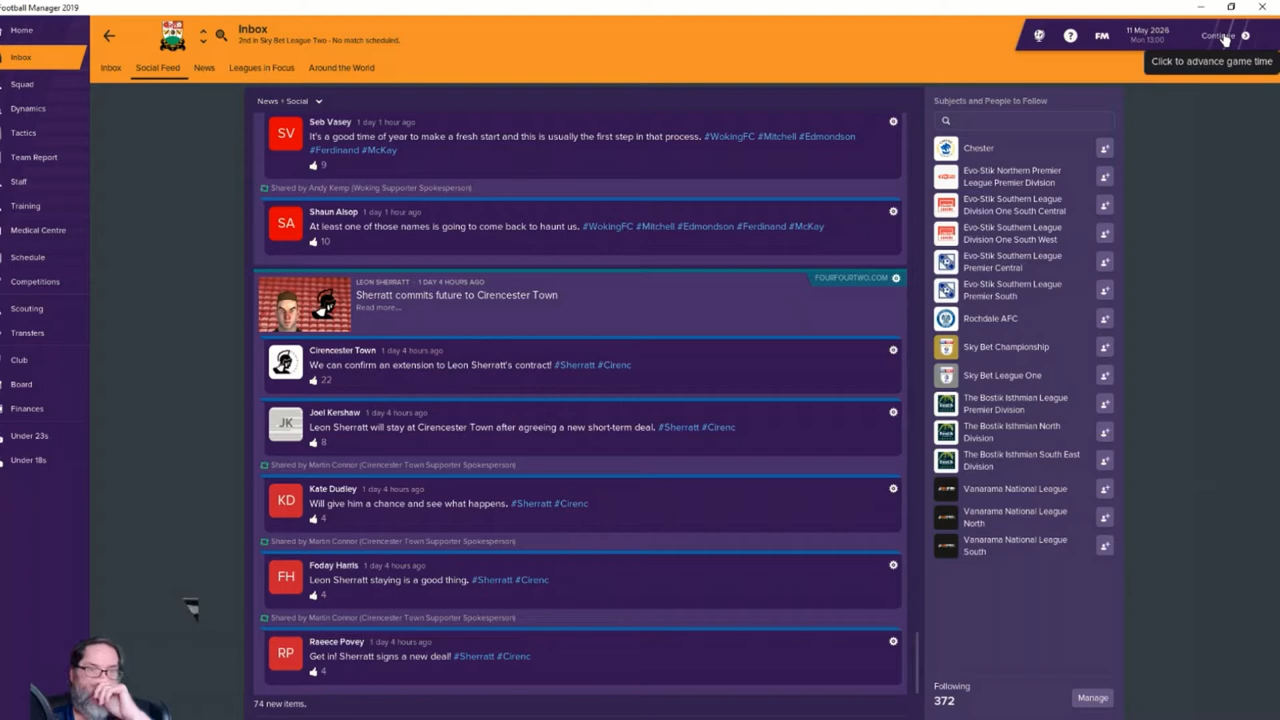 Football Manager 2019
Home
Inbox
Squad
Dynamics
Tactics
Team Report
Staff
Training
Medical Centre
Schedule
Competitions
Scouting
Transfers
Club
Board
Finances
Under 23s
Under 18s
Inbox
2nd in Sky Bet League Two - No match scheduled.
Inbox Social Feed News Leagues in Focus Around the World
? FM
11 May 2026
Mon 13:00
Continue
Click to advance game time
News + Social
SV
Seb Vasey 1 day 1 hour ago
It's a good time of year to make a fresh start and this is usually the first step in that process. #WokingFC #Mitchell #Edmondson
#Ferdinand #McKay
9
Shared by Andy Kemp (Woking Supporter Spokesperson)
SA
Shaun Alsop 1 day 1 hour ago
At least one of those names is going to come back to haunt us. #WokingFC #Mitchell #Edmondson #Ferdinand #McKay
10
LEON SHERRATT - 1 DAY 4 HOURS AGO
FOURFOURTWO.COM
Sherratt commits future to Cirencester Town
Read more...
Cirencester Town 1 day 4 hours ago
We can confirm an extension to Leon Sherratt's contract! #Sherratt #Cirenc
22
JK
Joel Kershaw 1 day 4 hours ago
Leon Sherratt will stay at Cirencester Town after agreeing a new short-term deal. #Sherratt #Cirenc
8
Shared by Martin Connor (Cirencester Town Supporter Spokesperson)
KD
Kate Dudley 1 day 4 hours ago
Will give him a chance and see what happens. #Sherratt #Cirenc
4
Shared by Martin Connor (Cirencester Town Supporter Spokesperson)
FH
Foday Harris 1 day 4 hours ago
Leon Sherratt staying is a good thing. #Sherratt #Cirenc
4
Shared by Martin Connor (Cirencester Town Supporter Spokesperson)
RP
Raeece Povey 1 day 4 hours ago
Get in! Sherratt signs a new deal! #Sherratt #Cirenc
4
74 new items.
Subjects and People to Follow
Chester
Evo-Stik Northern Premier
League Premier Division
Evo-Stik Southern League
Division One South Central
Evo-Stik Southern League
Division One South West
Evo-Stik Southern League
Premier Central
Evo-Stik Southern League
Premier South
Rochdale AFC
Sky Bet Championship
Sky Bet League One
The Bostik Isthmian League
Premier Division
The Bostik Isthmian North
Division
The Bostik Isthmian South East
Division
Vanarama National League
Vanarama National League
North
Vanarama National League
South
Following
372
Manage